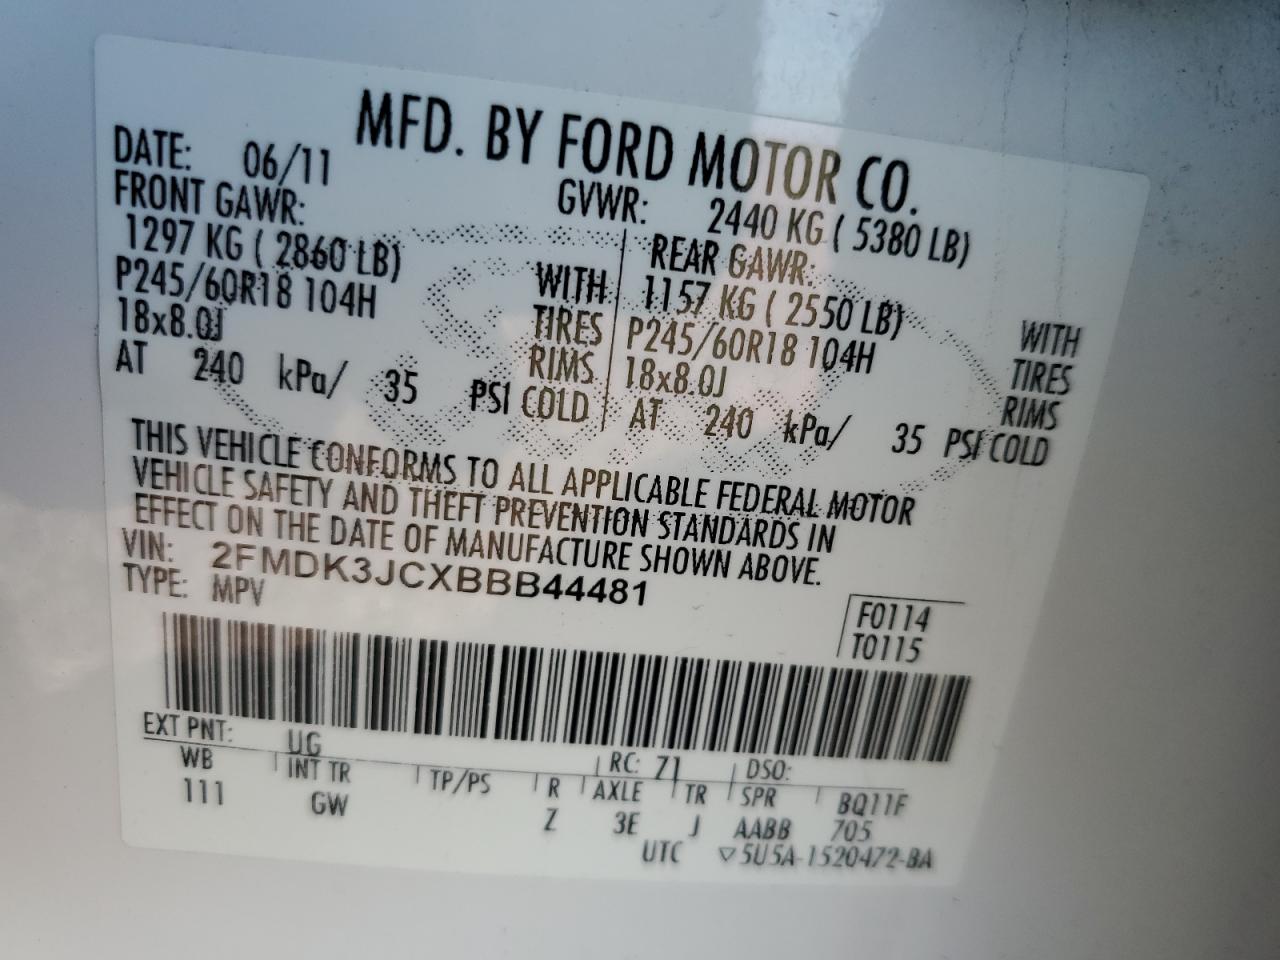 MFD. BY FORD MOTOR CO.
DATE: 06/11 GVWR: 2440 KG ( 5380 LB)
FRONT GAWR: REAR GAWR:
1297 KG ( 2860 LB) WITH 1157 KG ( 2550 LB) WITH
P245/60R18 104H TIRES P245/60R18 104H TIRES
18x8.0J RIMS 18x8.0J RIMS
AT 240 kPa/ 35 PSI COLD AT 240 kPa/ 35 PSI COLD
THIS VEHICLE CONFORMS TO ALL APPLICABLE FEDERAL MOTOR
VEHICLE SAFETY AND THEFT PREVENTION STANDARDS IN
EFFECT ON THE DATE OF MANUFACTURE SHOWN ABOVE.
VIN: 2FMDK3JCXBBB44481
TYPE: MPV
F0114
T0115
EXT PNT: UG RC: 71 DSO:
WB INT TR TP/PS R AXLE TR SPR BQ11F
111 GW Z 3E J AABB 705
UTC ▽5U5A-1520472-BA